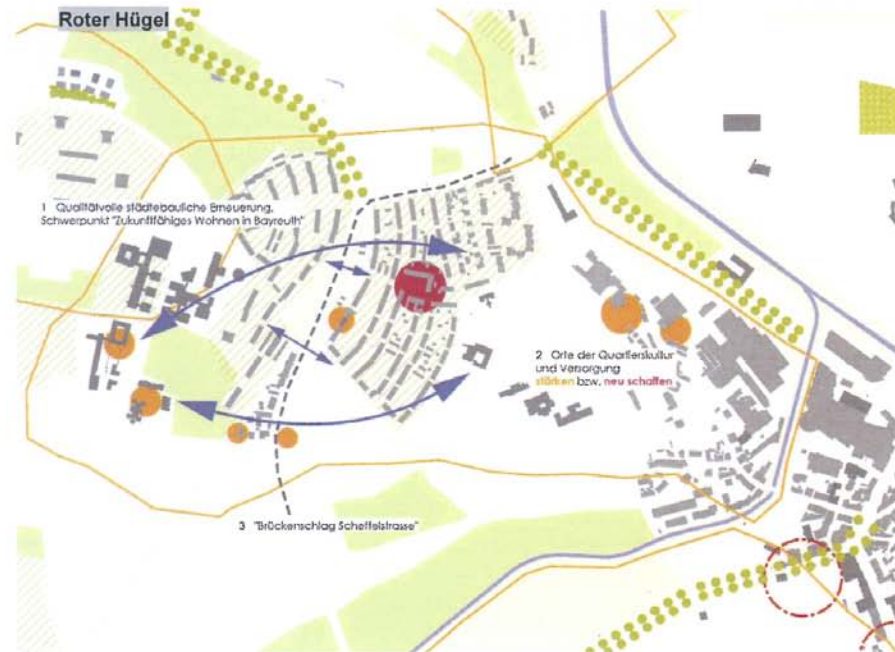 Roter Hügel
1 Qualitätvolle städtebauliche Erneuerung,
Schwerpunkt "Zukunftfähiges Wohnen in Bayreuth"
2 Orte der Quartierskultur
und Versorgung
stärken bzw. neu schaffen
3 "Brückenschlag Scheffelstrasse"